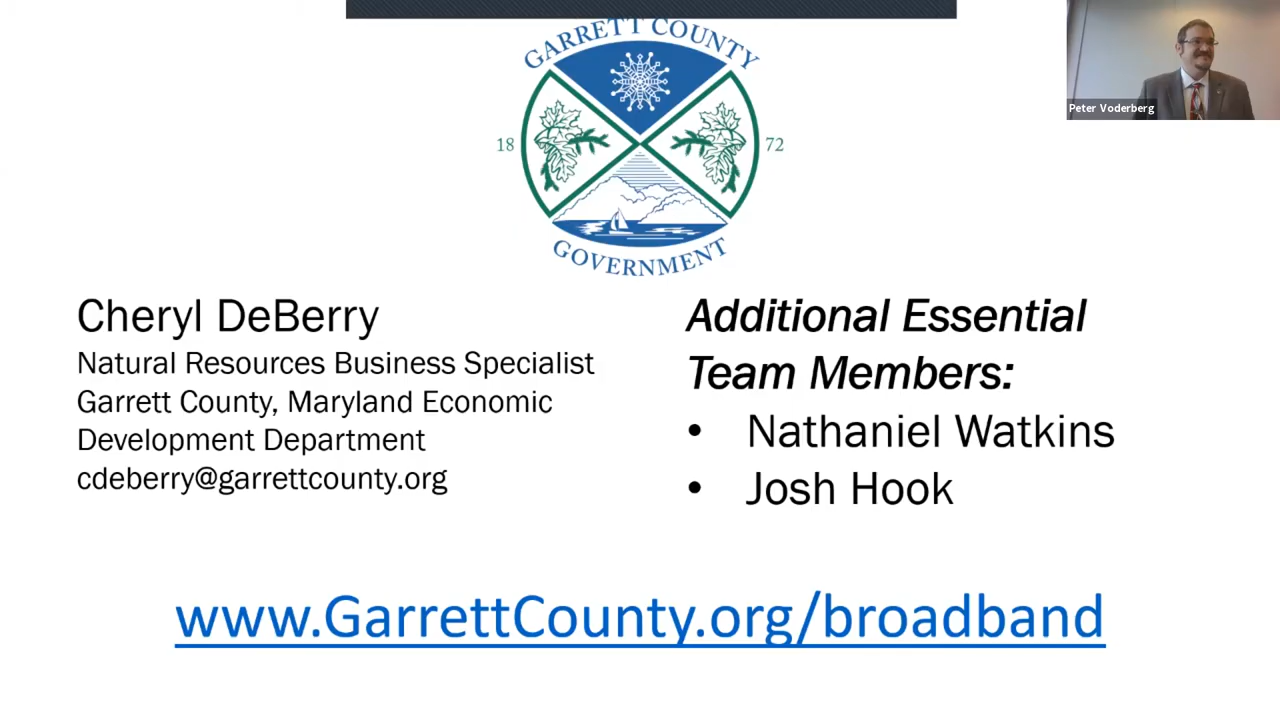 GARRETT COUNTY
18 72
GOVERNMENT
Peter Voderberg
Cheryl DeBerry
Natural Resources Business Specialist
Garrett County, Maryland Economic
Development Department
cdeberry@garrettcounty.org
Additional Essential
Team Members:
• Nathaniel Watkins
• Josh Hook
www.GarrettCounty.org/broadband